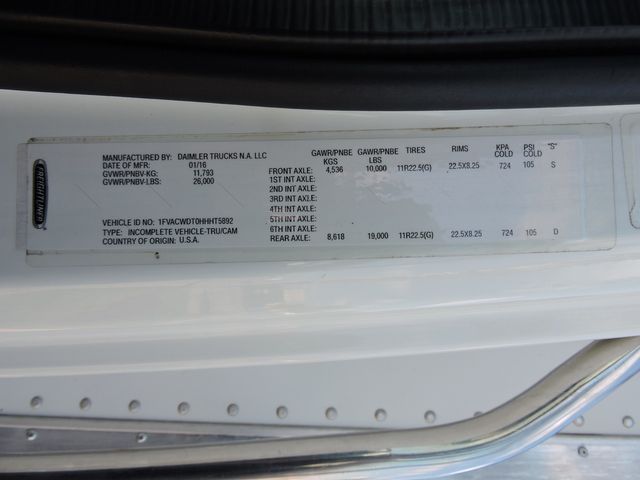 FREIGHTLINER
MANUFACTURED BY: DAIMLER TRUCKS N.A. LLC
DATE OF MFR: 01/16
GVWR/PNBV-KG: 11,793
GVWR/PNBV-LBS: 26,000
VEHICLE ID NO.: 1FVACWDT0HHHT5892
TYPE: INCOMPLETE VEHICLE-TRU/CAM
COUNTRY OF ORIGIN: U.S.A.
GAWR/PNBE KGS GAWR/PNBE LBS TIRES RIMS KPA COLD PSI COLD "S"
FRONT AXLE: 4,536 10,000 11R22.5(G) 22.5X8.25 724 105 S
1ST INT AXLE:
2ND INT AXLE:
3RD INT AXLE:
4TH INT AXLE:
5TH INT AXLE:
6TH INT AXLE:
REAR AXLE: 8,618 19,000 11R22.5(G) 22.5X8.25 724 105 D